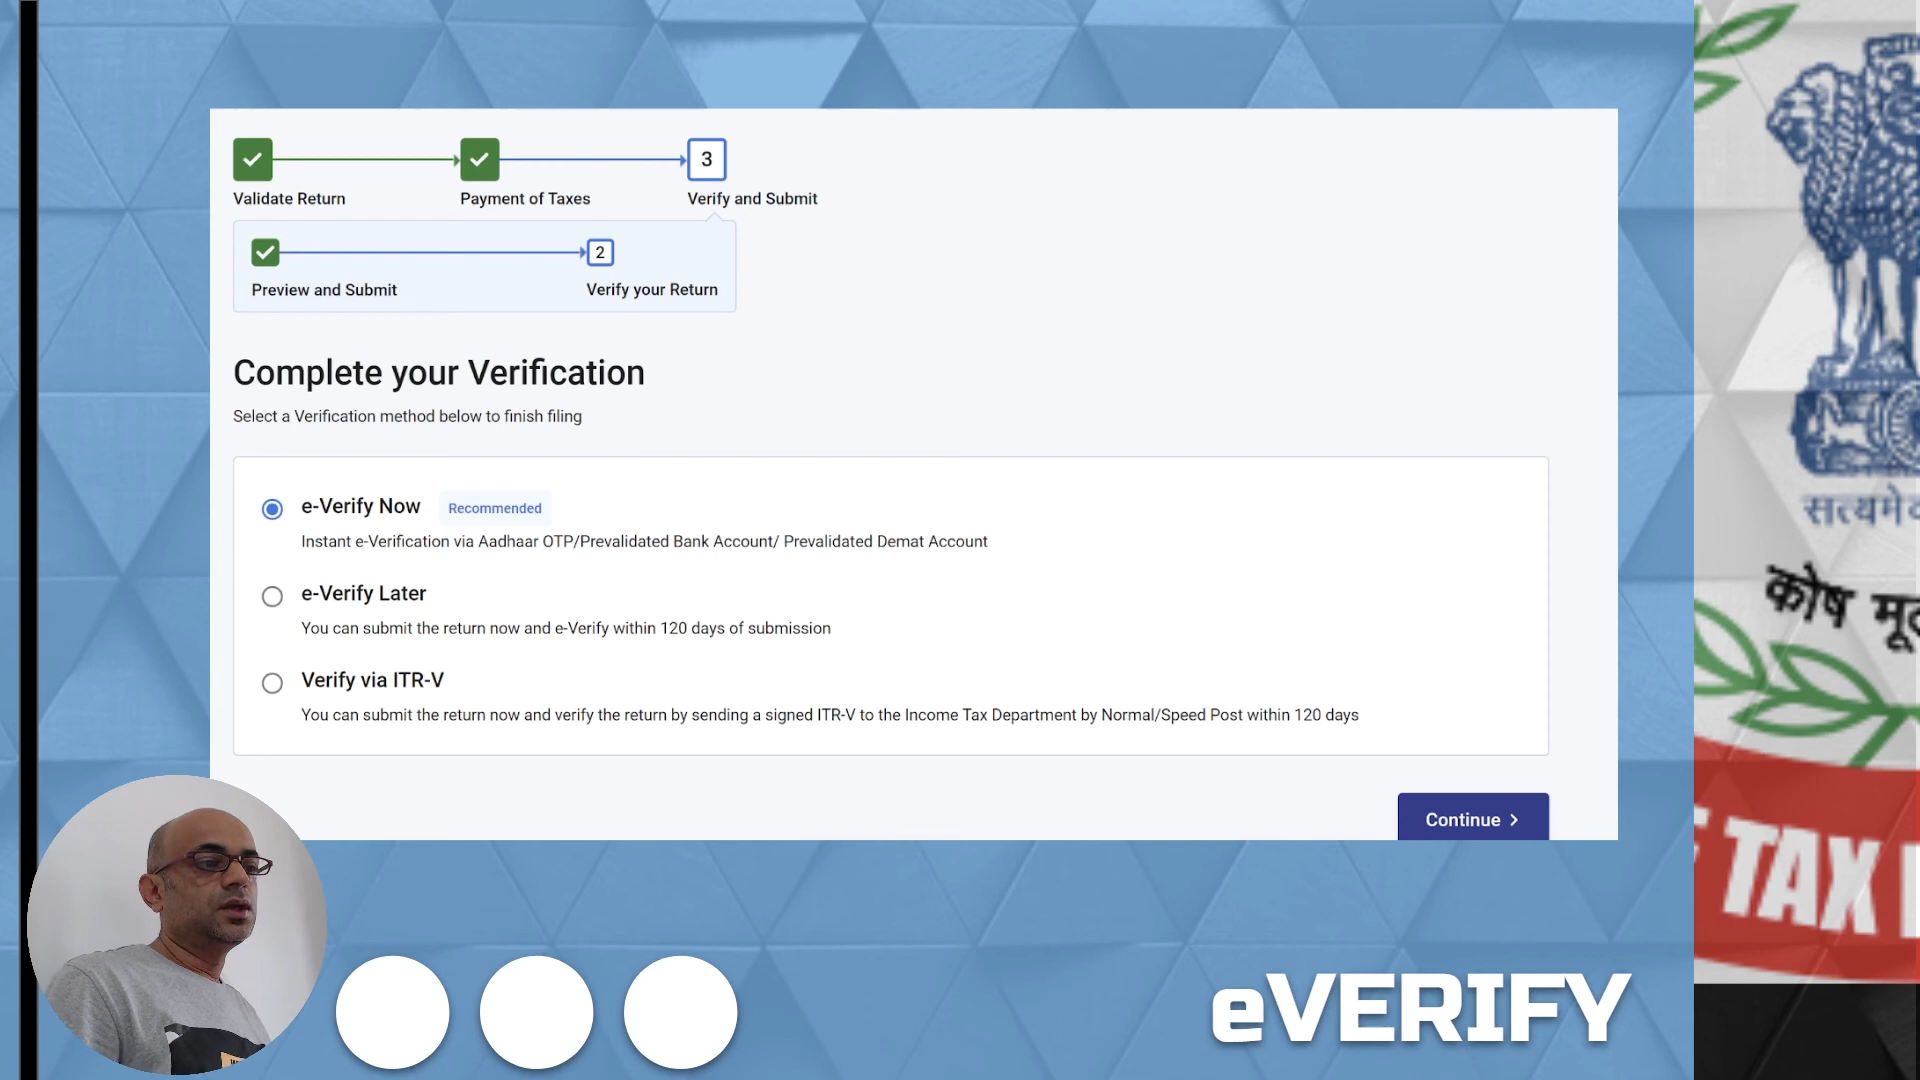 Validate Return
Payment of Taxes
3
Verify and Submit
Preview and Submit
2
Verify your Return
Complete your Verification
Select a Verification method below to finish filing
e-Verify Now Recommended
Instant e-Verification via Aadhaar OTP/Prevalidated Bank Account/ Prevalidated Demat Account
e-Verify Later
You can submit the return now and e-Verify within 120 days of submission
Verify via ITR-V
You can submit the return now and verify the return by sending a signed ITR-V to the Income Tax Department by Normal/Speed Post within 120 days
Continue
eVERIFY
कोष
TAX